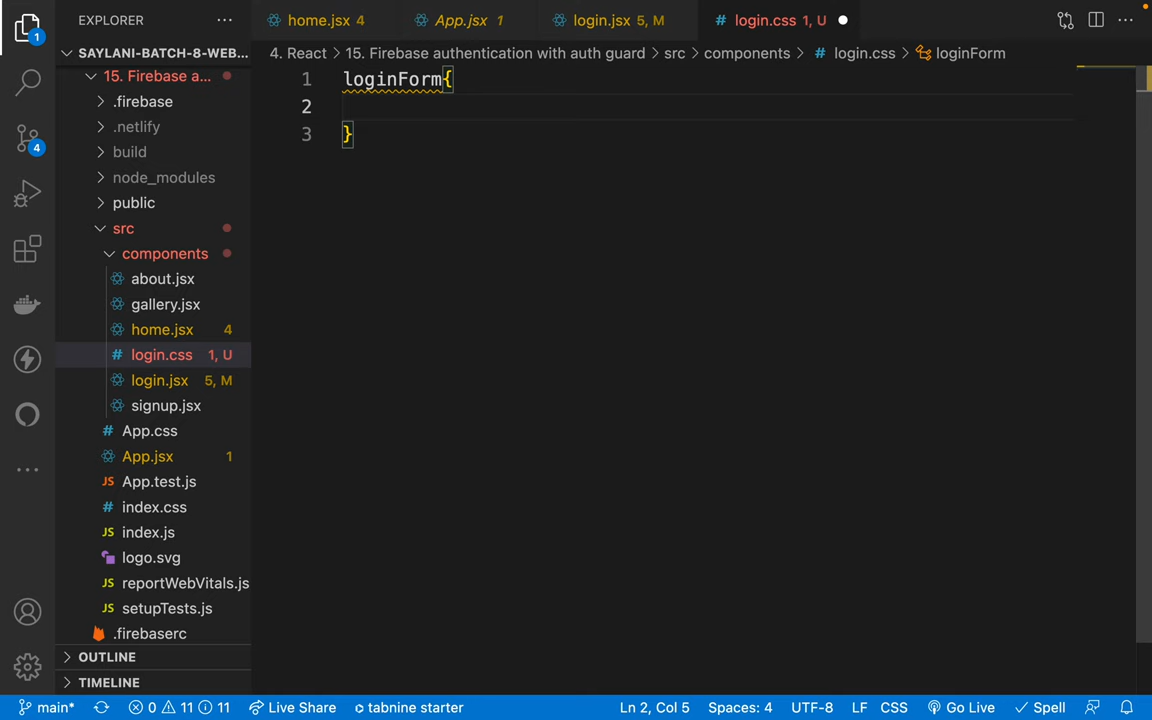 EXPLORER ...
home.jsx 4
App.jsx 1
login.jsx 5, M
login.css 1, U
4. React > 15. Firebase authentication with auth guard > src > components > # login.css > loginForm
1
SAYLANI-BATCH-8-WEB...
15. Firebase a...
.firebase
.netlify
build
node_modules
public
src
components
about.jsx
gallery.jsx
home.jsx 4
# login.css 1, U
login.jsx 5, M
signup.jsx
# App.css
App.jsx 1
JS App.test.js
# index.css
JS index.js
logo.svg
JS reportWebVitals.js
JS setupTests.js
.firebaserc
OUTLINE
TIMELINE
4
1 loginForm{
2
3 }
main* 0 11 11 Live Share tabnine starter Ln 2, Col 5 Spaces: 4 UTF-8 LF CSS Go Live Spell